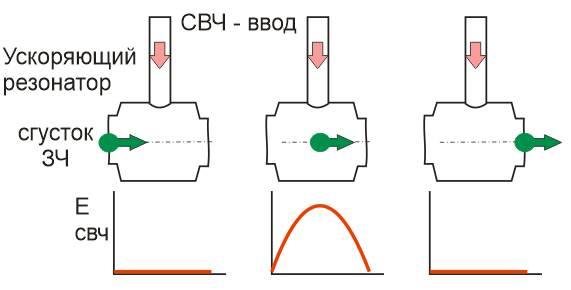 СВЧ - ввод
Ускоряющий
резонатор
сгусток
ЗЧ
Е
свч